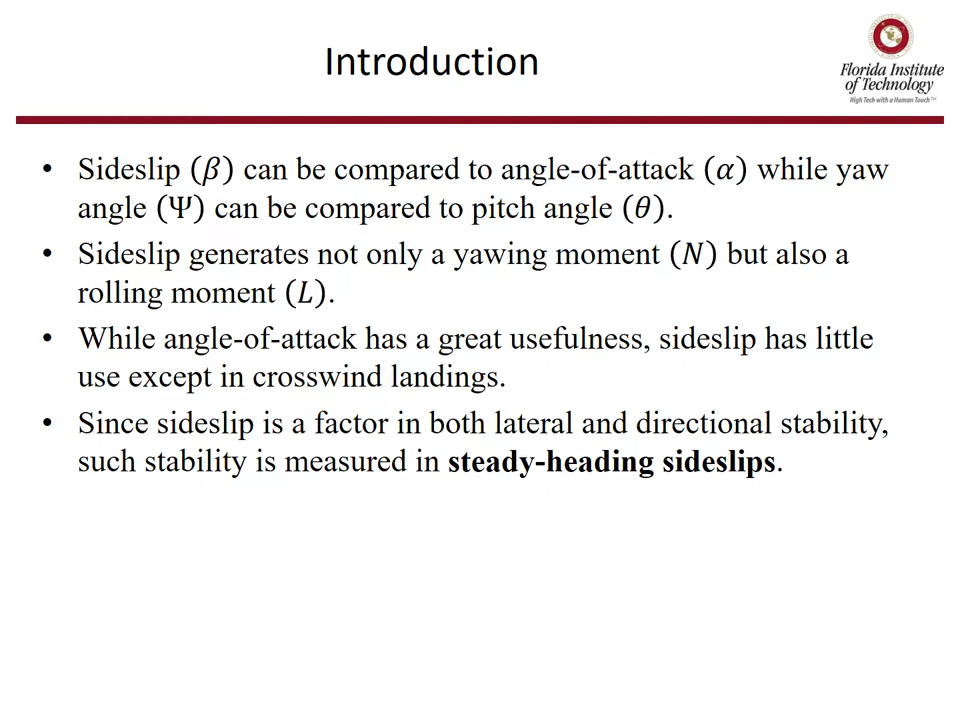 Introduction
Florida Institute
of Technology
High Tech with a Human Touch™
• Sideslip (β) can be compared to angle-of-attack (α) while yaw
angle (Ψ) can be compared to pitch angle (θ).
• Sideslip generates not only a yawing moment (N) but also a
rolling moment (L).
• While angle-of-attack has a great usefulness, sideslip has little
use except in crosswind landings.
• Since sideslip is a factor in both lateral and directional stability,
such stability is measured in steady-heading sideslips.